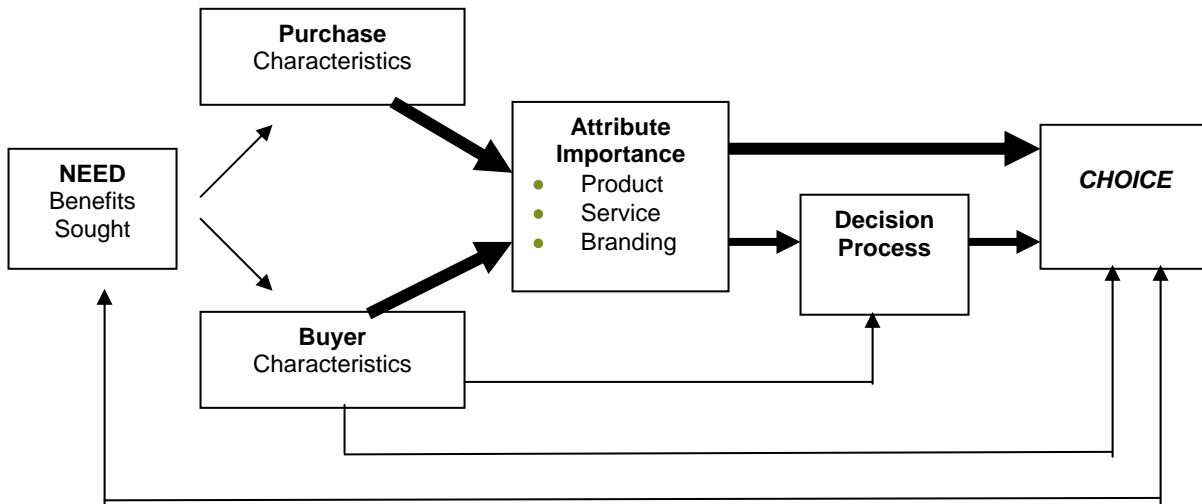 Purchase
Characteristics
NEED
Benefits
Sought
Buyer
Characteristics
Attribute
Importance
• Product
• Service
• Branding
Decision
Process
CHOICE